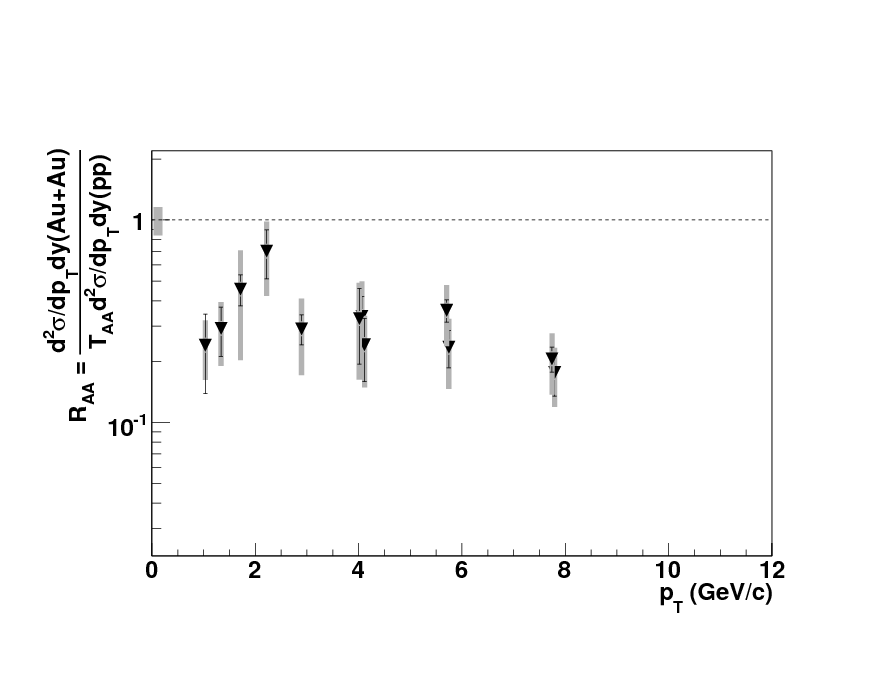 R_AA = d²σ/dp_T dy(Au+Au)
T_AA d²σ/dp_T dy(pp)
1
10⁻¹
0 2 4 6 8 10 12
p_T (GeV/c)